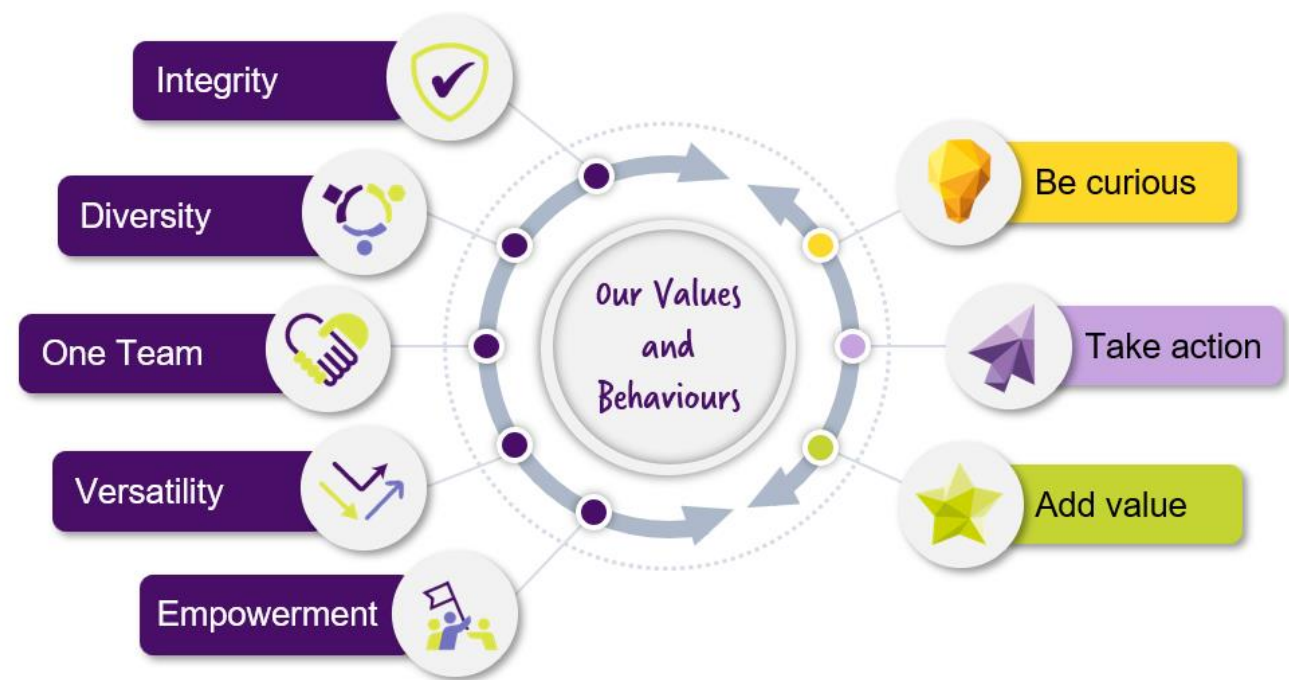 Integrity
Diversity
One Team
Versatility
Empowerment
Our Values
and
Behaviours
Be curious
Take action
Add value